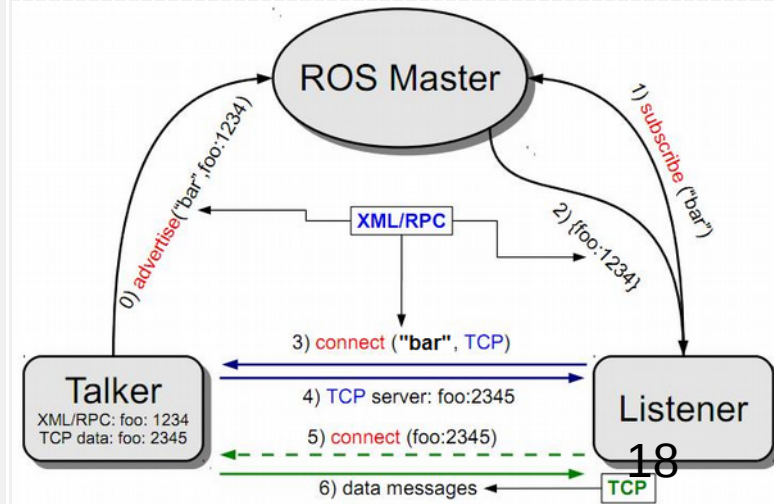 ROS Master
0) advertise("bar",foo:1234)
1) subscribe ("bar")
XML/RPC
2) {foo:1234}
3) connect ("bar", TCP)
4) TCP server: foo:2345
Talker
XML/RPC: foo: 1234
TCP data: foo: 2345
Listener
5) connect (foo:2345)
18
6) data messages
TCP